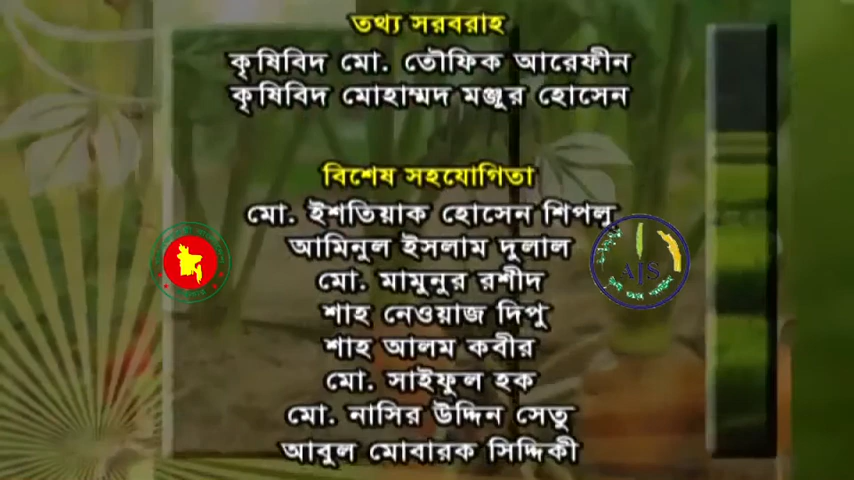 তথ্য সরবরাহ
কৃষিবিদ মো. তৌফিক আরেফীন
কৃষিবিদ মোহাম্মদ মঞ্জুর হোসেন
বিশেষ সহযোগিতা
মো. ইশতিয়াক হোসেন শিপলু
আমিনুল ইসলাম দুলাল
মো. মামুনুর রশীদ
শাহ নেওয়াজ দিপু
শাহ আলম কবীর
মো. সাইফুল হক
মো. নাসির উদ্দিন সেতু
আবুল মোবারক সিদ্দিকী
AIS